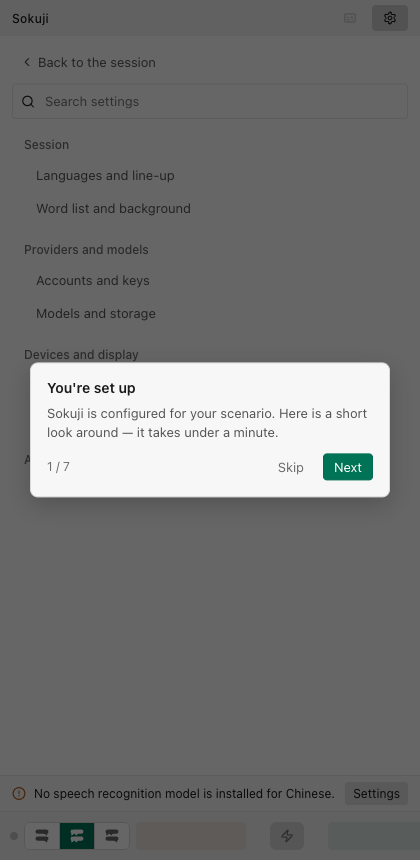 Sokuji
Back to the session
Search settings
Session
Languages and line-up
Word list and background
Providers and models
Accounts and keys
Models and storage
Devices and display
You're set up
Sokuji is configured for your scenario. Here is a short
look around — it takes under a minute.
1 / 7
Skip
Next
No speech recognition model is installed for Chinese.
Settings